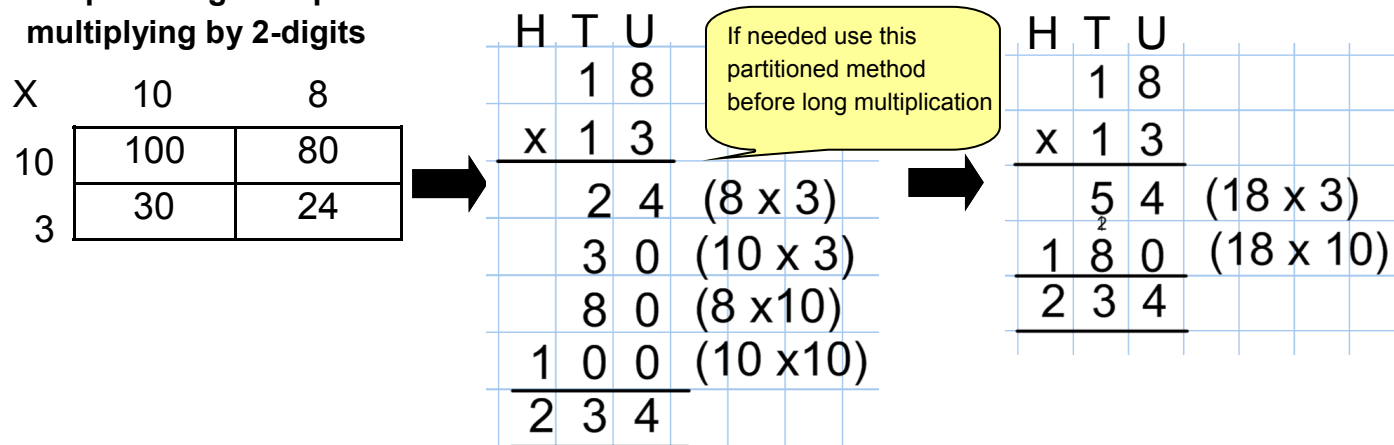 multiplying by 2-digits
X 10 8
10 100 80
3 30 24
H T U
1 8
x 1 3
2 4 (8 x 3)
3 0 (10 x 3)
8 0 (8 x10)
1 0 0 (10 x10)
2 3 4
If needed use this
partitioned method
before long multiplication
H T U
1 8
x 1 3
5 4 (18 x 3)
2
1 8 0 (18 x 10)
2 3 4